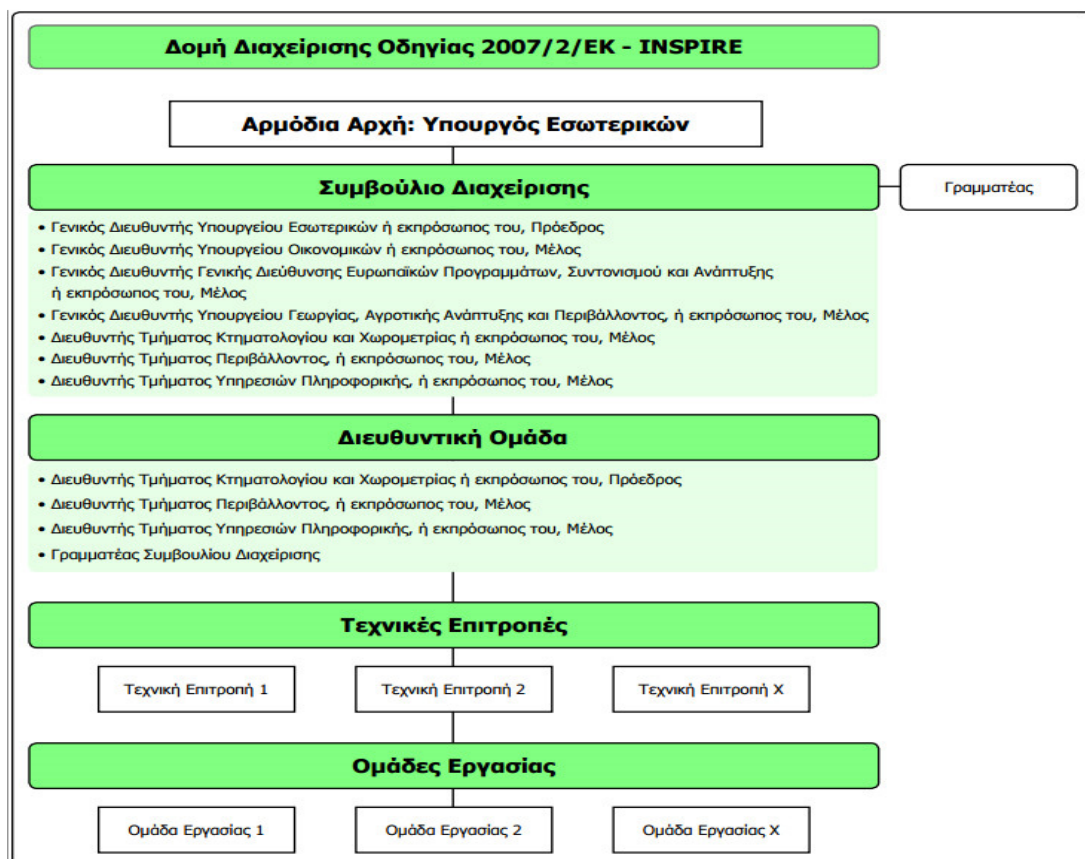 Δομή Διαχείρισης Οδηγίας 2007/2/ΕΚ - INSPIRE
Αρμόδια Αρχή: Υπουργός Εσωτερικών
Συμβούλιο Διαχείρισης
Γραμματέας
• Γενικός Διευθυντής Υπουργείου Εσωτερικών ή εκπρόσωπος του, Πρόεδρος
• Γενικός Διευθυντής Υπουργείου Οικονομικών ή εκπρόσωπος του, Μέλος
• Γενικός Διευθυντής Γενικής Διεύθυνσης Ευρωπαϊκών Προγραμμάτων, Συντονισμού και Ανάπτυξης
ή εκπρόσωπος του, Μέλος
• Γενικός Διευθυντής Υπουργείου Γεωργίας, Αγροτικής Ανάπτυξης και Περιβάλλοντος, ή εκπρόσωπος του, Μέλος
• Διευθυντής Τμήματος Κτηματολογίου και Χωρομετρίας ή εκπρόσωπος του, Μέλος
• Διευθυντής Τμήματος Περιβάλλοντος, ή εκπρόσωπος του, Μέλος
• Διευθυντής Τμήματος Υπηρεσιών Πληροφορικής, ή εκπρόσωπος του, Μέλος
Διευθυντική Ομάδα
• Διευθυντής Τμήματος Κτηματολογίου και Χωρομετρίας ή εκπρόσωπος του, Πρόεδρος
• Διευθυντής Τμήματος Περιβάλλοντος, ή εκπρόσωπος του, Μέλος
• Διευθυντής Τμήματος Υπηρεσιών Πληροφορικής, ή εκπρόσωπος του, Μέλος
• Γραμματέας Συμβουλίου Διαχείρισης
Τεχνικές Επιτροπές
Τεχνική Επιτροπή 1
Τεχνική Επιτροπή 2
Τεχνική Επιτροπή Χ
Ομάδες Εργασίας
Ομάδα Εργασίας 1
Ομάδα Εργασίας 2
Ομάδα Εργασίας Χ